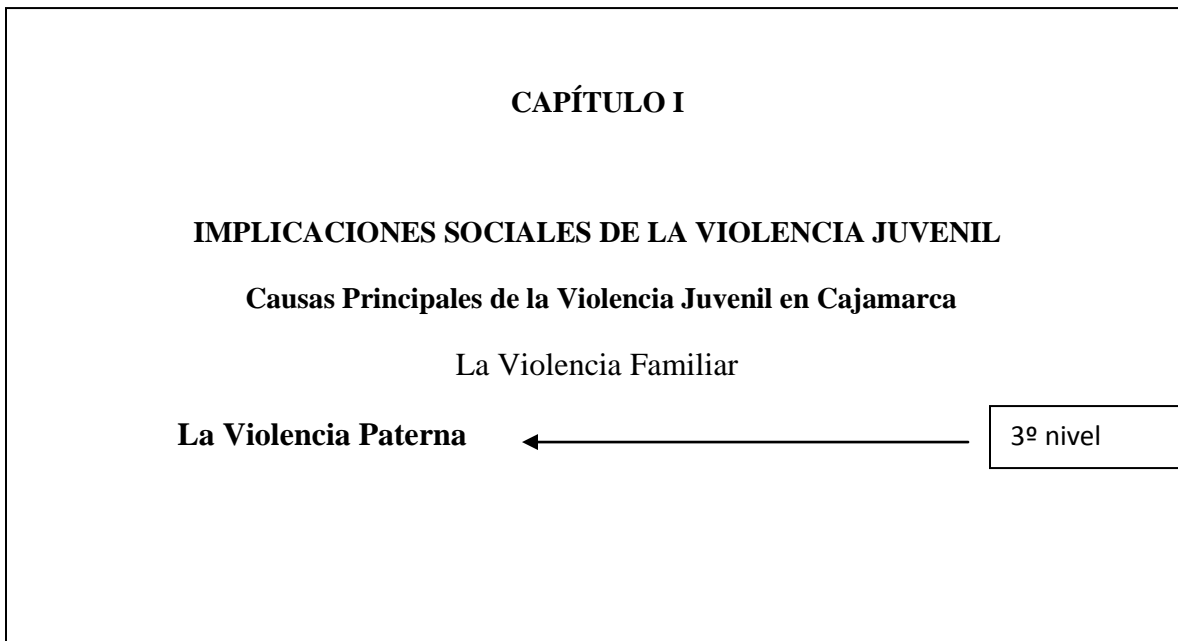 CAPÍTULO I
IMPLICACIONES SOCIALES DE LA VIOLENCIA JUVENIL
Causas Principales de la Violencia Juvenil en Cajamarca
La Violencia Familiar
La Violencia Paterna
3º nivel